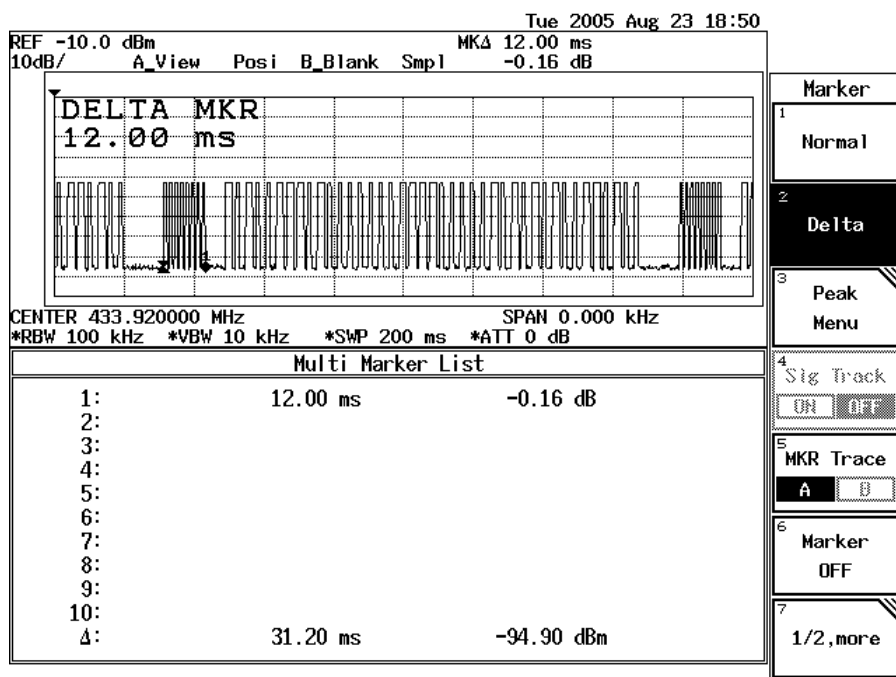 Tue 2005 Aug 23 18:50
REF -10.0 dBm MKΔ 12.00 ms
10dB/ A_View Posi B_Blank Smpl -0.16 dB
DELTA MKR
12.00 ms
1
CENTER 433.920000 MHz SPAN 0.000 kHz
*RBW 100 kHz *VBW 10 kHz *SWP 200 ms *ATT 0 dB
Multi Marker List
1: 12.00 ms -0.16 dB
2:
3:
4:
5:
6:
7:
8:
9:
10:
Δ: 31.20 ms -94.90 dBm
Marker
1
Normal
2
Delta
3
Peak
Menu
4
Sig Track
ON OFF
5
MKR Trace
A B
6
Marker
OFF
7
1/2,more